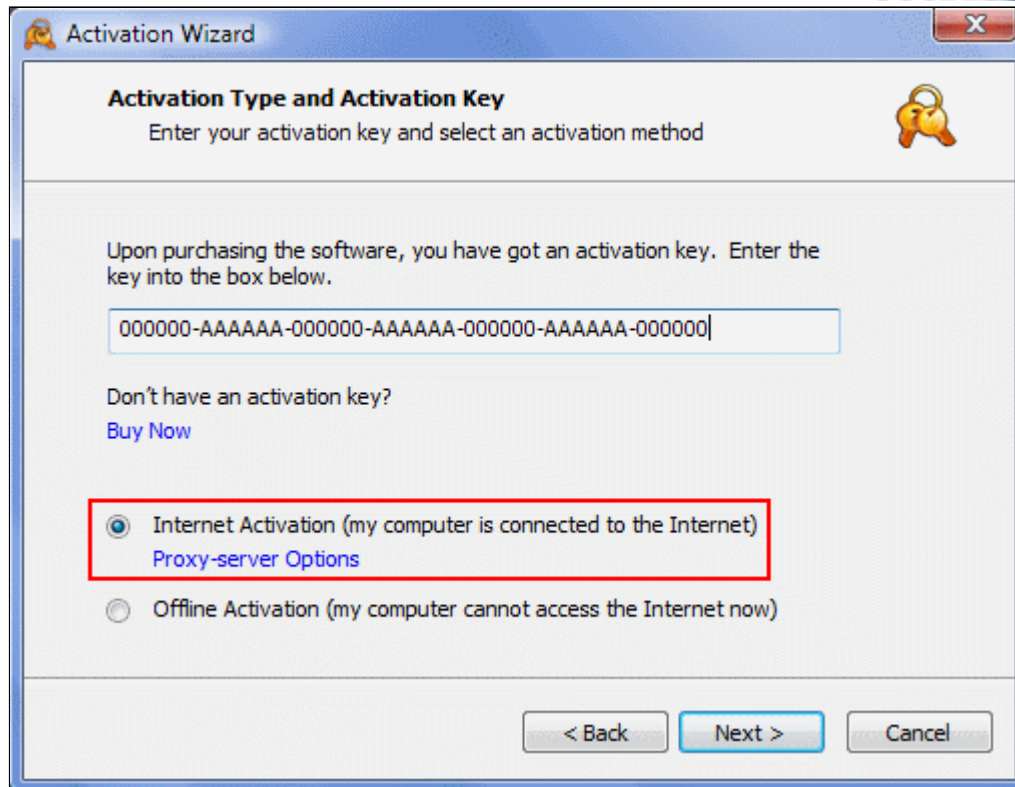 Activation Wizard
Activation Type and Activation Key
Enter your activation key and select an activation method
Upon purchasing the software, you have got an activation key.  Enter the
key into the box below.
000000-AAAAAA-000000-AAAAAA-000000-AAAAAA-000000
Don't have an activation key?
Buy Now
Internet Activation (my computer is connected to the Internet)
Proxy-server Options
Offline Activation (my computer cannot access the Internet now)
< Back
Next >
Cancel